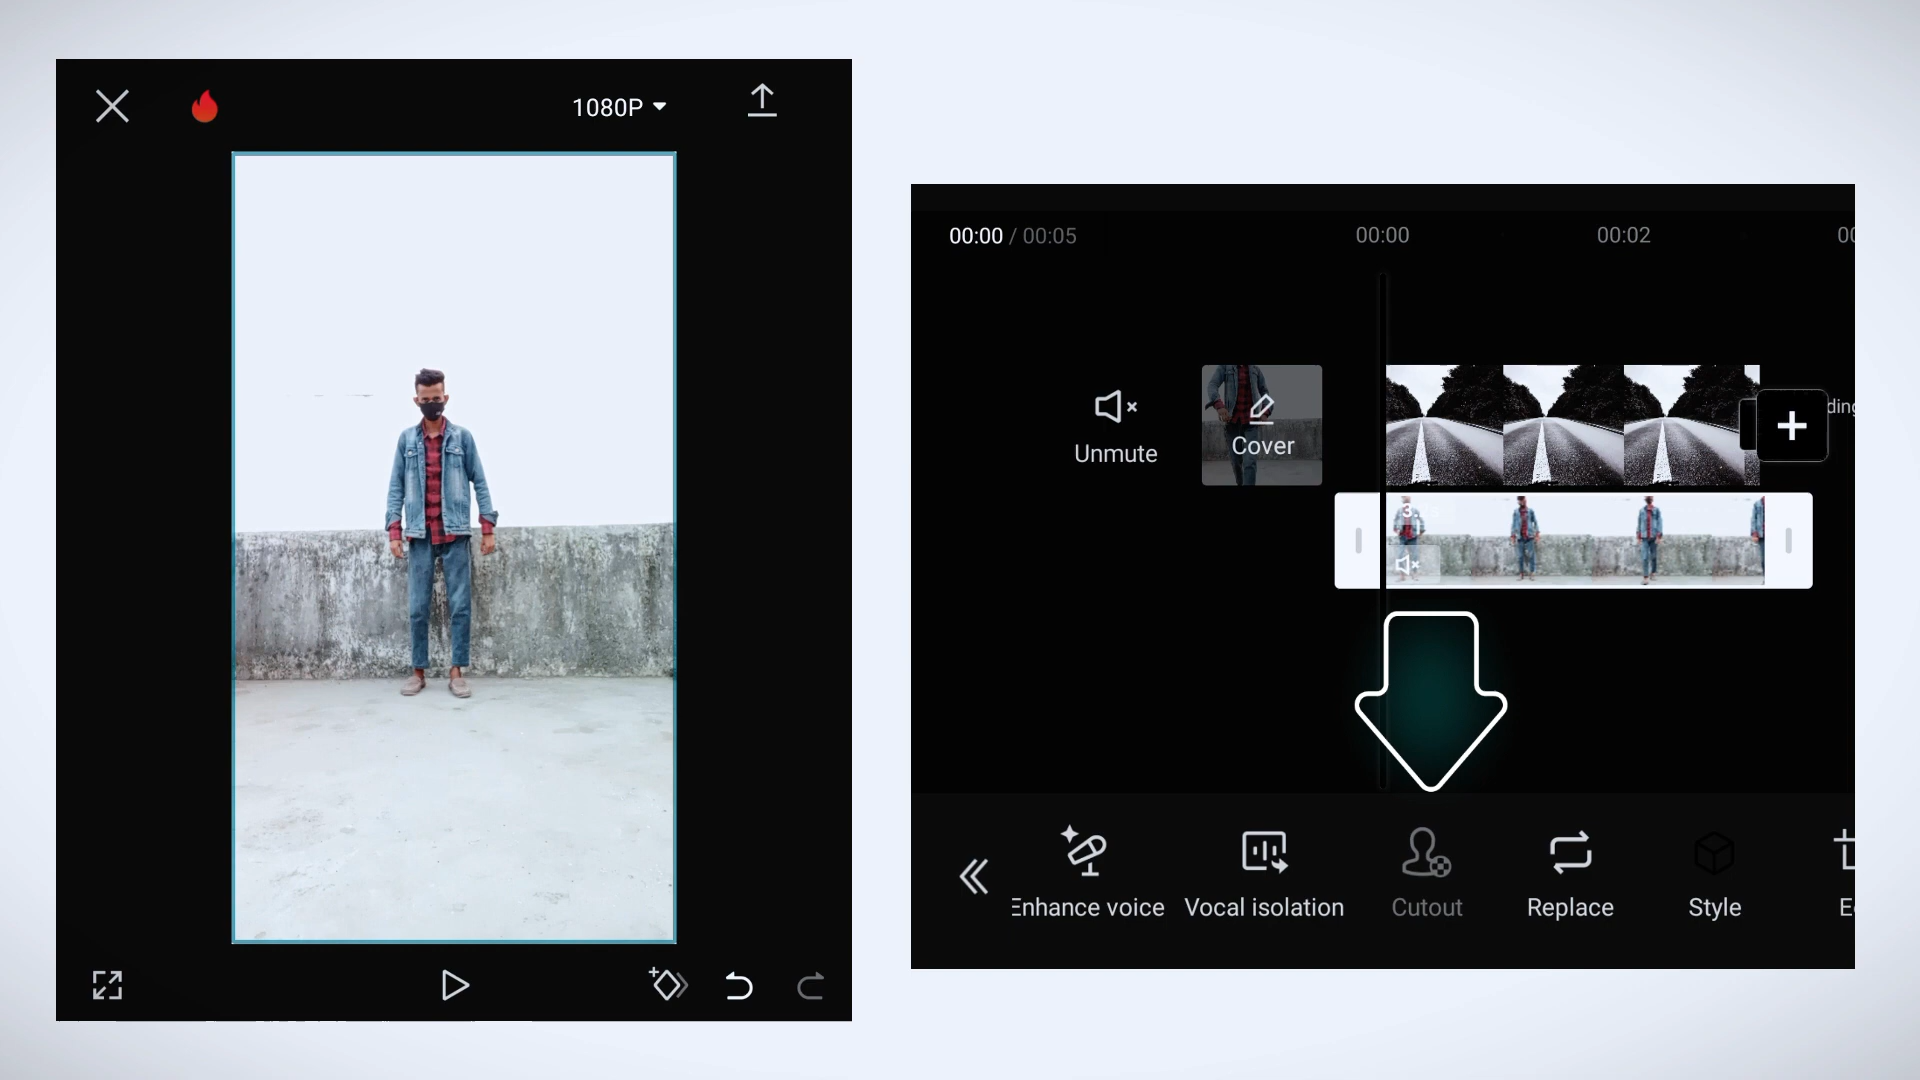 1080P
00:00 / 00:05
00:00
00:02
Unmute
Cover
Enhance voice
Vocal isolation
Cutout
Replace
Style